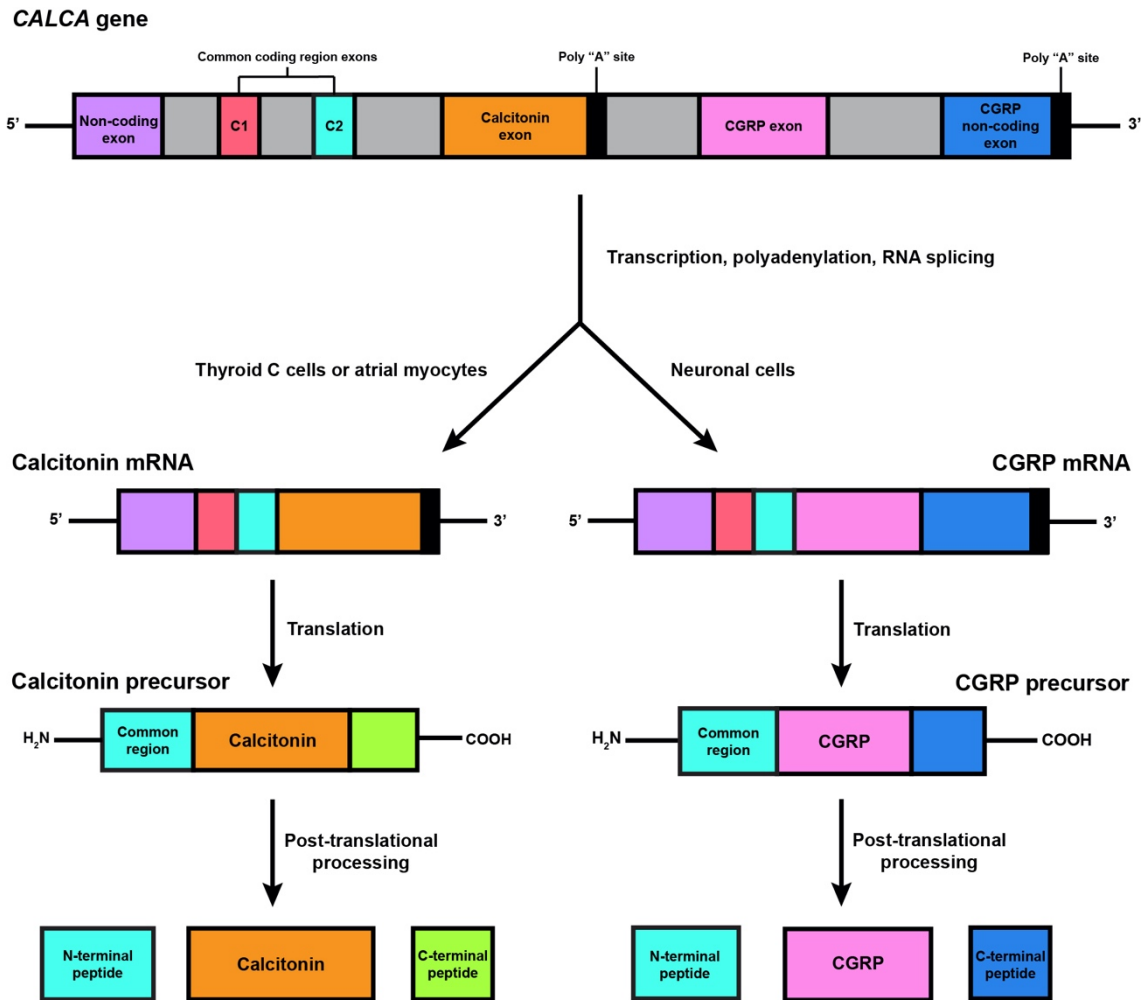 CALCA gene
Common coding region exons
Poly “A” site
Poly “A” site
5’
Non-coding
exon
C1
C2
Calcitonin
exon
CGRP exon
CGRP
non-coding
exon
3’
Transcription, polyadenylation, RNA splicing
Thyroid C cells or atrial myocytes
Neuronal cells
Calcitonin mRNA
CGRP mRNA
5’
3’
5’
3’
Translation
Translation
Calcitonin precursor
CGRP precursor
H₂N
Common
region
Calcitonin
COOH
H₂N
Common
region
CGRP
COOH
Post-translational
processing
Post-translational
processing
N-terminal
peptide
Calcitonin
C-terminal
peptide
N-terminal
peptide
CGRP
C-terminal
peptide